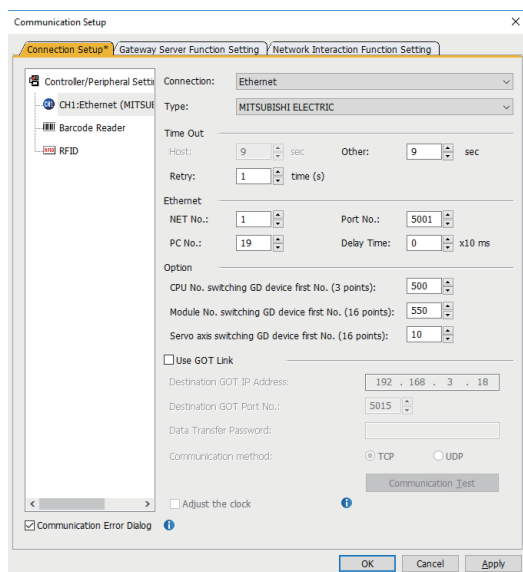 Communication Setup
Connection Setup* Gateway Server Function Setting Network Interaction Function Setting
Controller/Peripheral Settin
CH1:Ethernet (MITSUB
Barcode Reader
RFID
Connection: Ethernet
Type: MITSUBISHI ELECTRIC
Time Out
Host: 9 sec Other: 9 sec
Retry: 1 time (s)
Ethernet
NET No.: 1 Port No.: 5001
PC No.: 19 Delay Time: 0 x10 ms
Option
CPU No. switching GD device first No. (3 points): 500
Module No. switching GD device first No. (16 points): 550
Servo axis switching GD device first No. (16 points): 10
Use GOT Link
Destination GOT IP Address: 192 . 168 . 3 . 18
Destination GOT Port No.: 5015
Data Transfer Password:
Communication method: TCP UDP
Communication Test
Adjust the clock
Communication Error Dialog
OK Cancel Apply